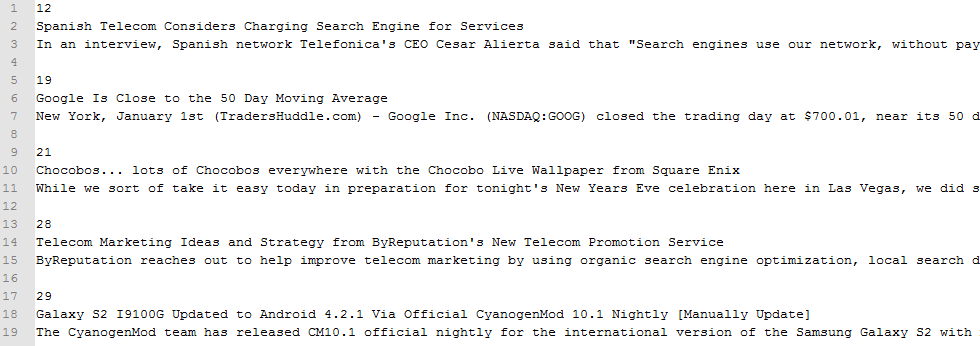 1 12
2 Spanish Telecom Considers Charging Search Engine for Services
3 In an interview, Spanish network Telefonica's CEO Cesar Alierta said that "Search engines use our network, without pay
4
5 19
6 Google Is Close to the 50 Day Moving Average
7 New York, January 1st (TradersHuddle.com) - Google Inc. (NASDAQ:GOOG) closed the trading day at $700.01, near its 50 d
8
9 21
10 Chocobos... lots of Chocobos everywhere with the Chocobo Live Wallpaper from Square Enix
11 While we sort of take it easy today in preparation for tonight's New Years Eve celebration here in Las Vegas, we did s
12
13 28
14 Telecom Marketing Ideas and Strategy from ByReputation's New Telecom Promotion Service
15 ByReputation reaches out to help improve telecom marketing by using organic search engine optimization, local search d
16
17 29
18 Galaxy S2 I9100G Updated to Android 4.2.1 Via Official CyanogenMod 10.1 Nightly [Manually Update]
19 The CyanogenMod team has released CM10.1 official nightly for the international version of the Samsung Galaxy S2 with